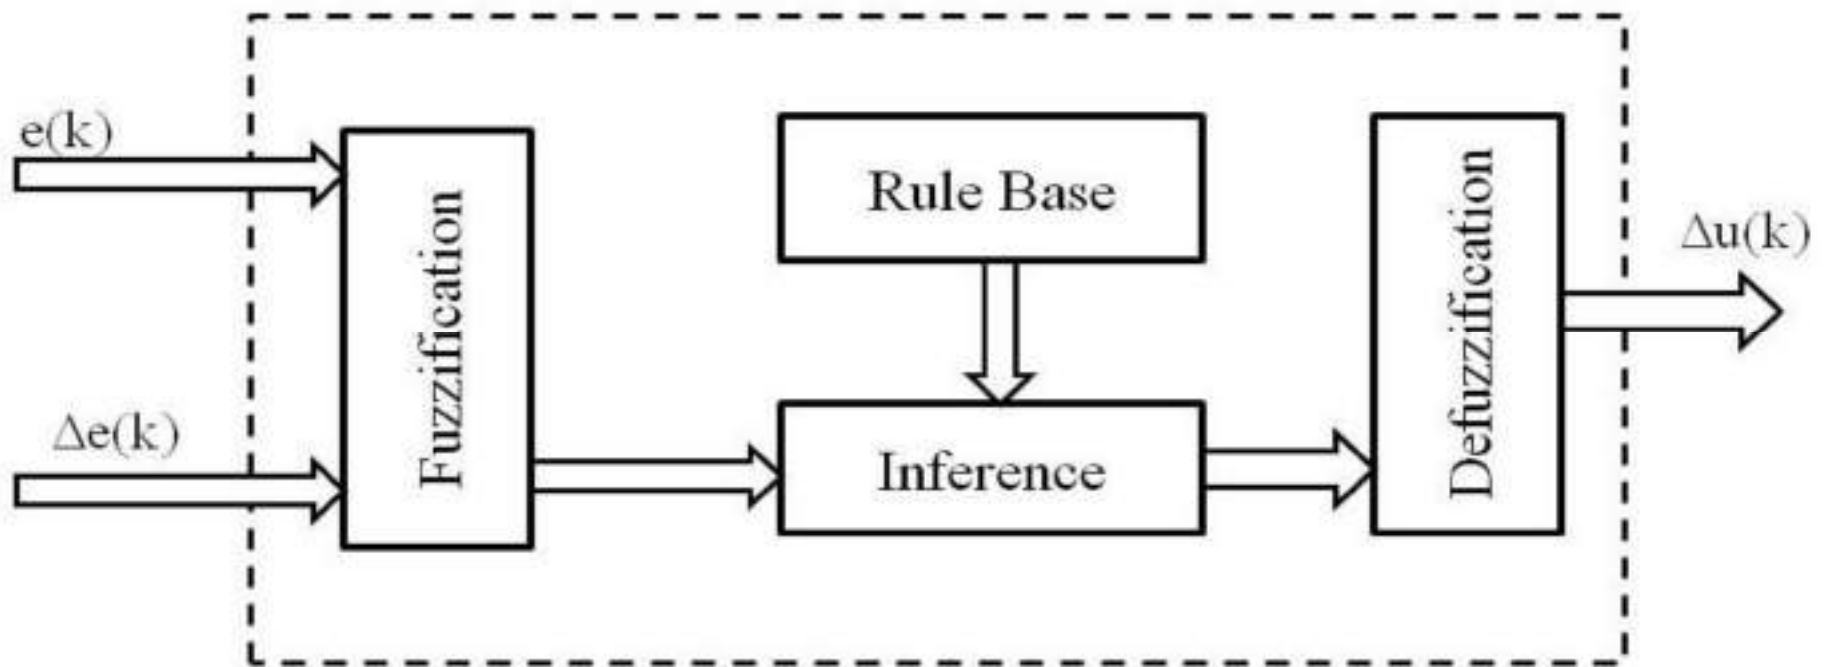 e(k)
Δe(k)
Fuzzification
Rule Base
Inference
Defuzzification
Δu(k)